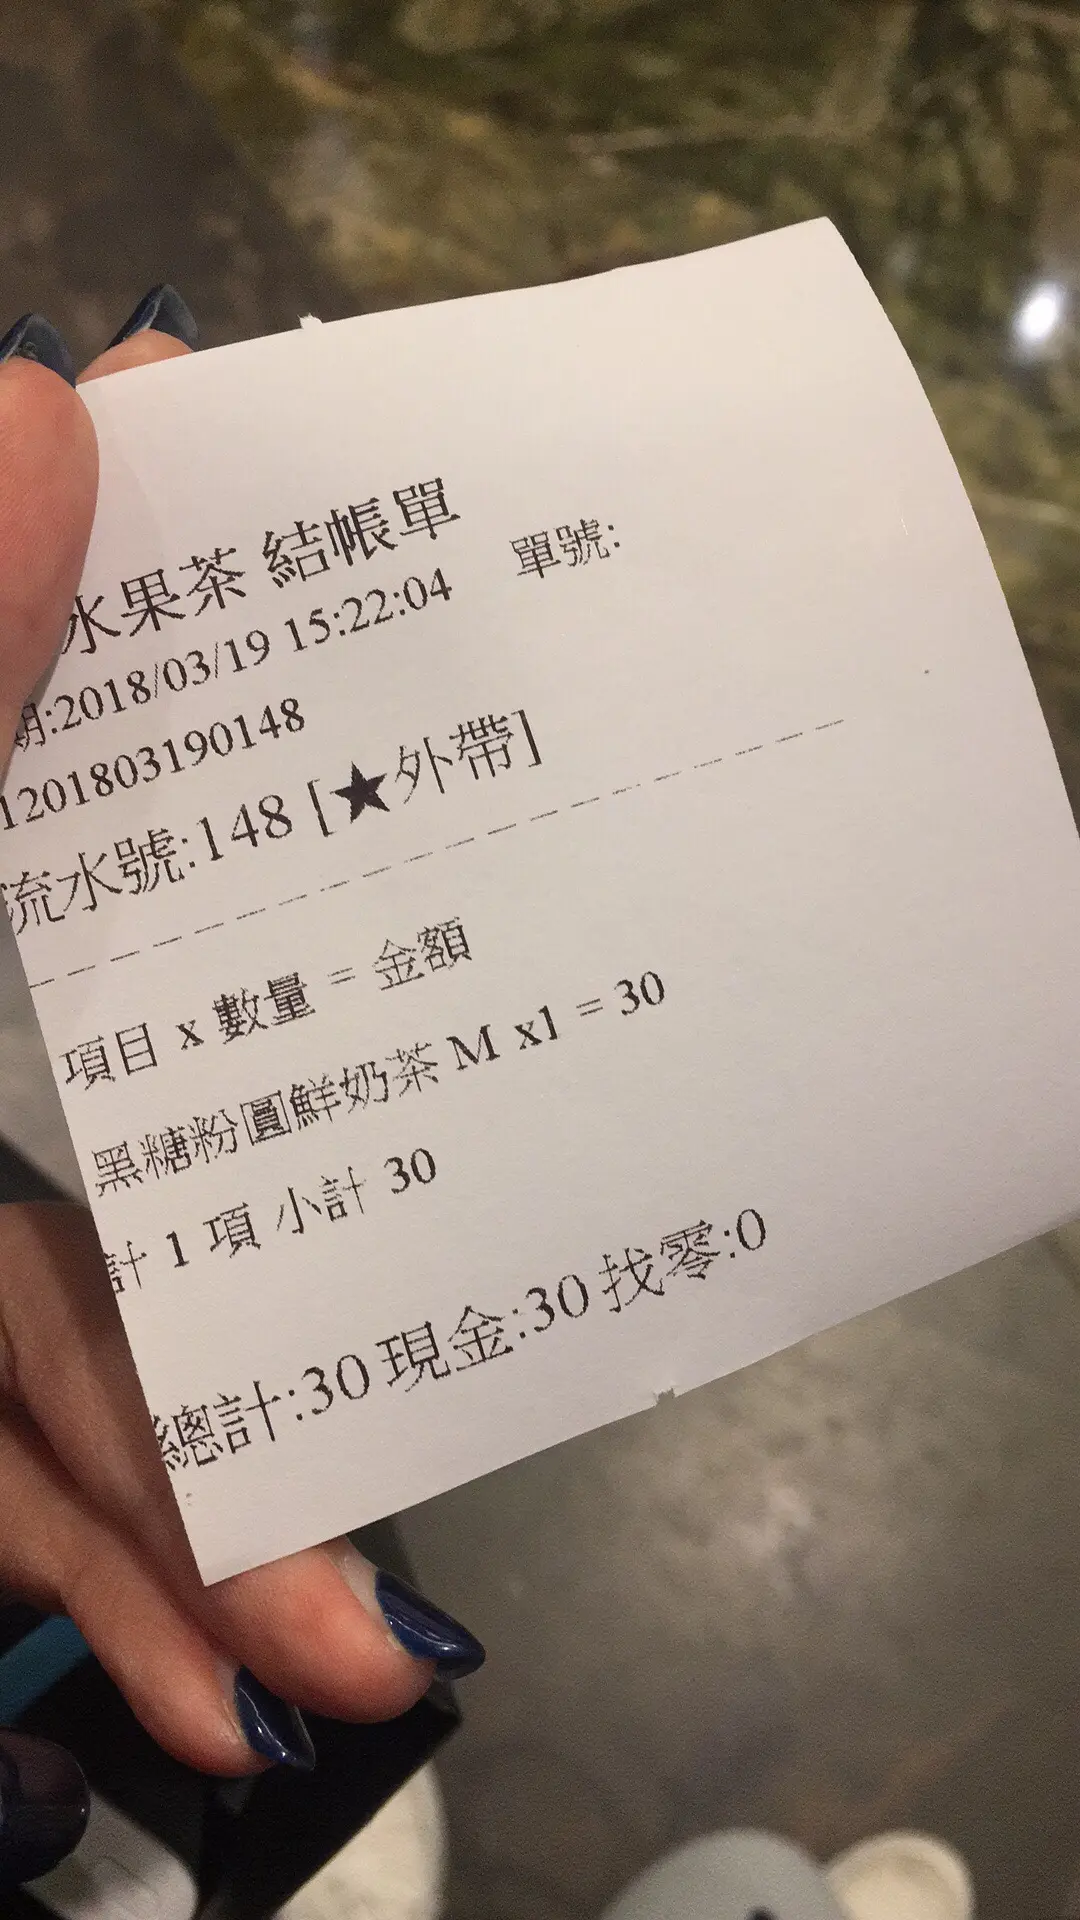 水果茶 結帳單
期:2018/03/19 15:22:04 單號:
1201803190148
流水號:148 [★外帶]
項目 x 數量 = 金額
黑糖粉圓鮮奶茶 M x1 = 30
計 1 項 小計 30
總計:30 現金:30 找零:0